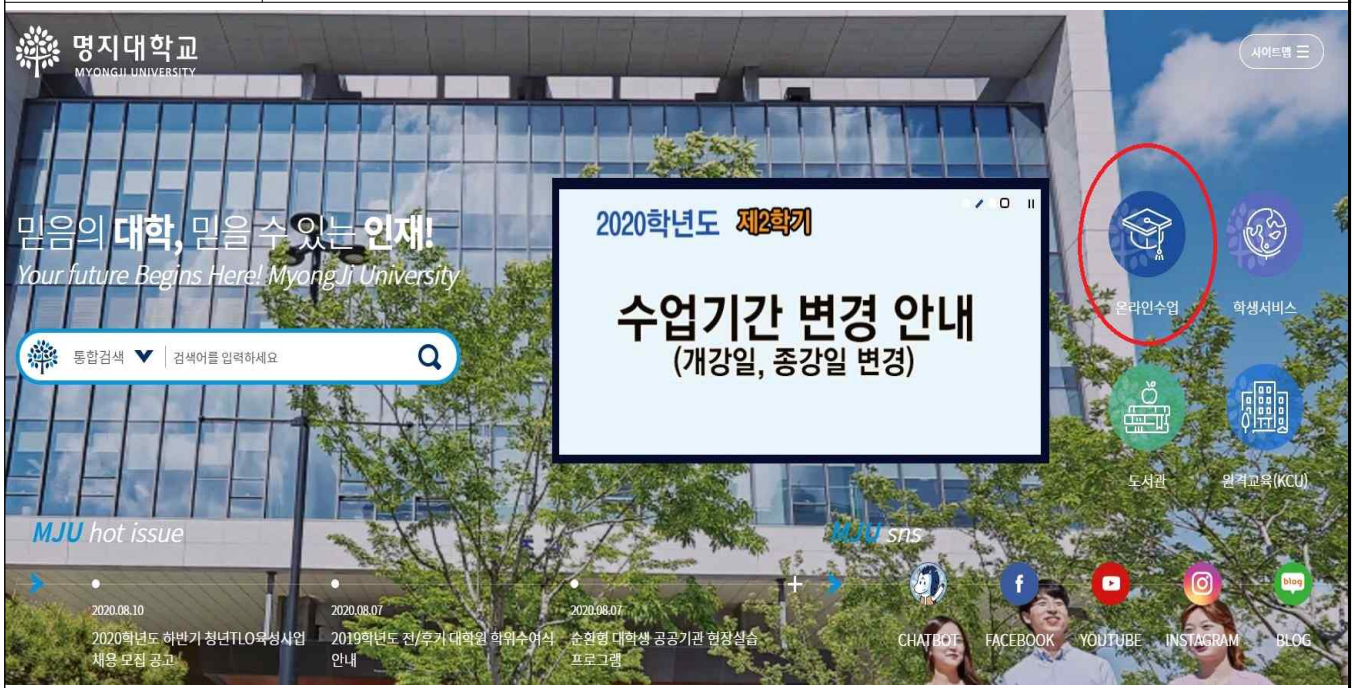 명지대학교
MYONGJI UNIVERSITY
사이트맵
믿음의 대학, 믿을 수 있는 인재!
Your future Begins Here! MyongJi University
통합검색
검색어를 입력하세요
2020학년도 제2학기
수업기간 변경 안내
(개강일, 종강일 변경)
온라인수업
학생서비스
도서관
원격교육(KCU)
MJU hot issue
2020.08.10
2020학년도 하반기 청년TLO육성사업
채용 모집 공고
2020.08.07
2019학년도 전/후기 대학원 학위수여식
안내
2020.08.07
순환형 대학생 공공기관 현장실습
프로그램
MJU sns
blog
CHATBOT
FACEBOOK
YOUTUBE
INSTAGRAM
BLOG